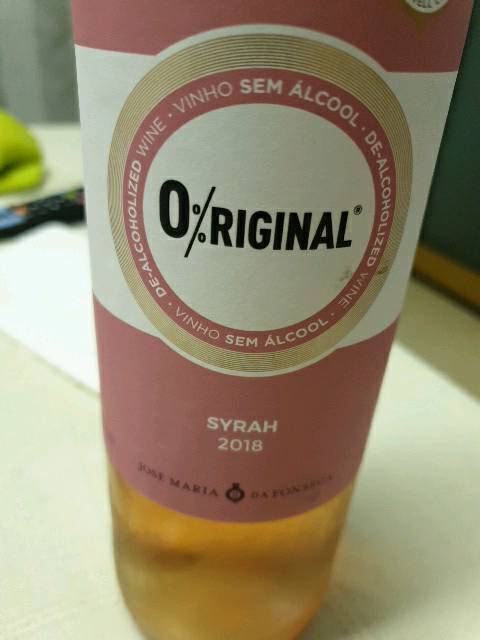 VINHO SEM ÁLCOOL · DE-ALCOHOLIZED WINE · VINHO SEM ÁLCOOL · DE-ALCOHOLIZED WINE ·
0%RIGINAL®
SYRAH
2018
JOSÉ MARIA DA FONSECA